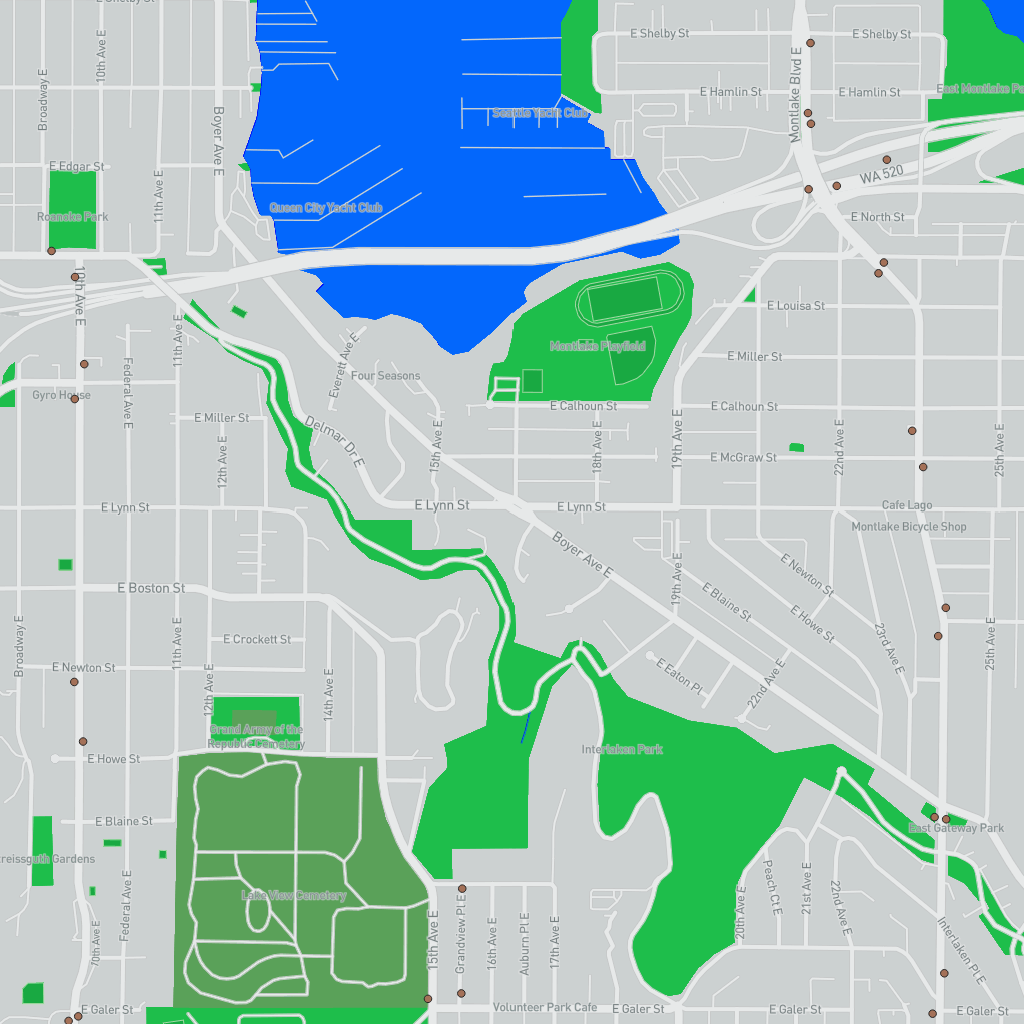 E Shelby St
10th Ave E
Broadway E
Boyer Ave E
E Shelby St
E Shelby St
Montlake Blvd E
E Hamlin St
E Hamlin St
Seattle Yacht Club
E Edgar St
11th Ave E
Roanoke Park
Queen City Yacht Club
WA 520
E North St
10th Ave E
E Louisa St
11th Ave E
Montlake Playfield
E Miller St
Everett Ave E
Four Seasons
Federal Ave E
Gyro House
E Calhoun St
E Calhoun St
E Miller St
Delmar Dr E
12th Ave E
15th Ave E
18th Ave E
19th Ave E
22nd Ave E
25th Ave E
E McGraw St
E Lynn St
E Lynn St
E Lynn St
Cafe Lago
Montlake Bicycle Shop
Boyer Ave E
E Boston St
19th Ave E
E Newton St
E Blaine St
E Howe St
23rd Ave E
25th Ave E
Broadway E
11th Ave E
E Crockett St
E Newton St
12th Ave E
14th Ave E
E Eaton Pl
22nd Ave E
Grand Army of the
Republic Cemetery
Interlaken Park
E Howe St
E Blaine St
East Gateway Park
Federal Ave E
Lake View Cemetery
10th Ave E
15th Ave E
Grandview Pl E
16th Ave E
Auburn Pl E
17th Ave E
20th Ave E
Peach Ct E
21st Ave E
22nd Ave E
Interlaken Pl E
E Galer St
Volunteer Park Cafe
E Galer St
E Galer St